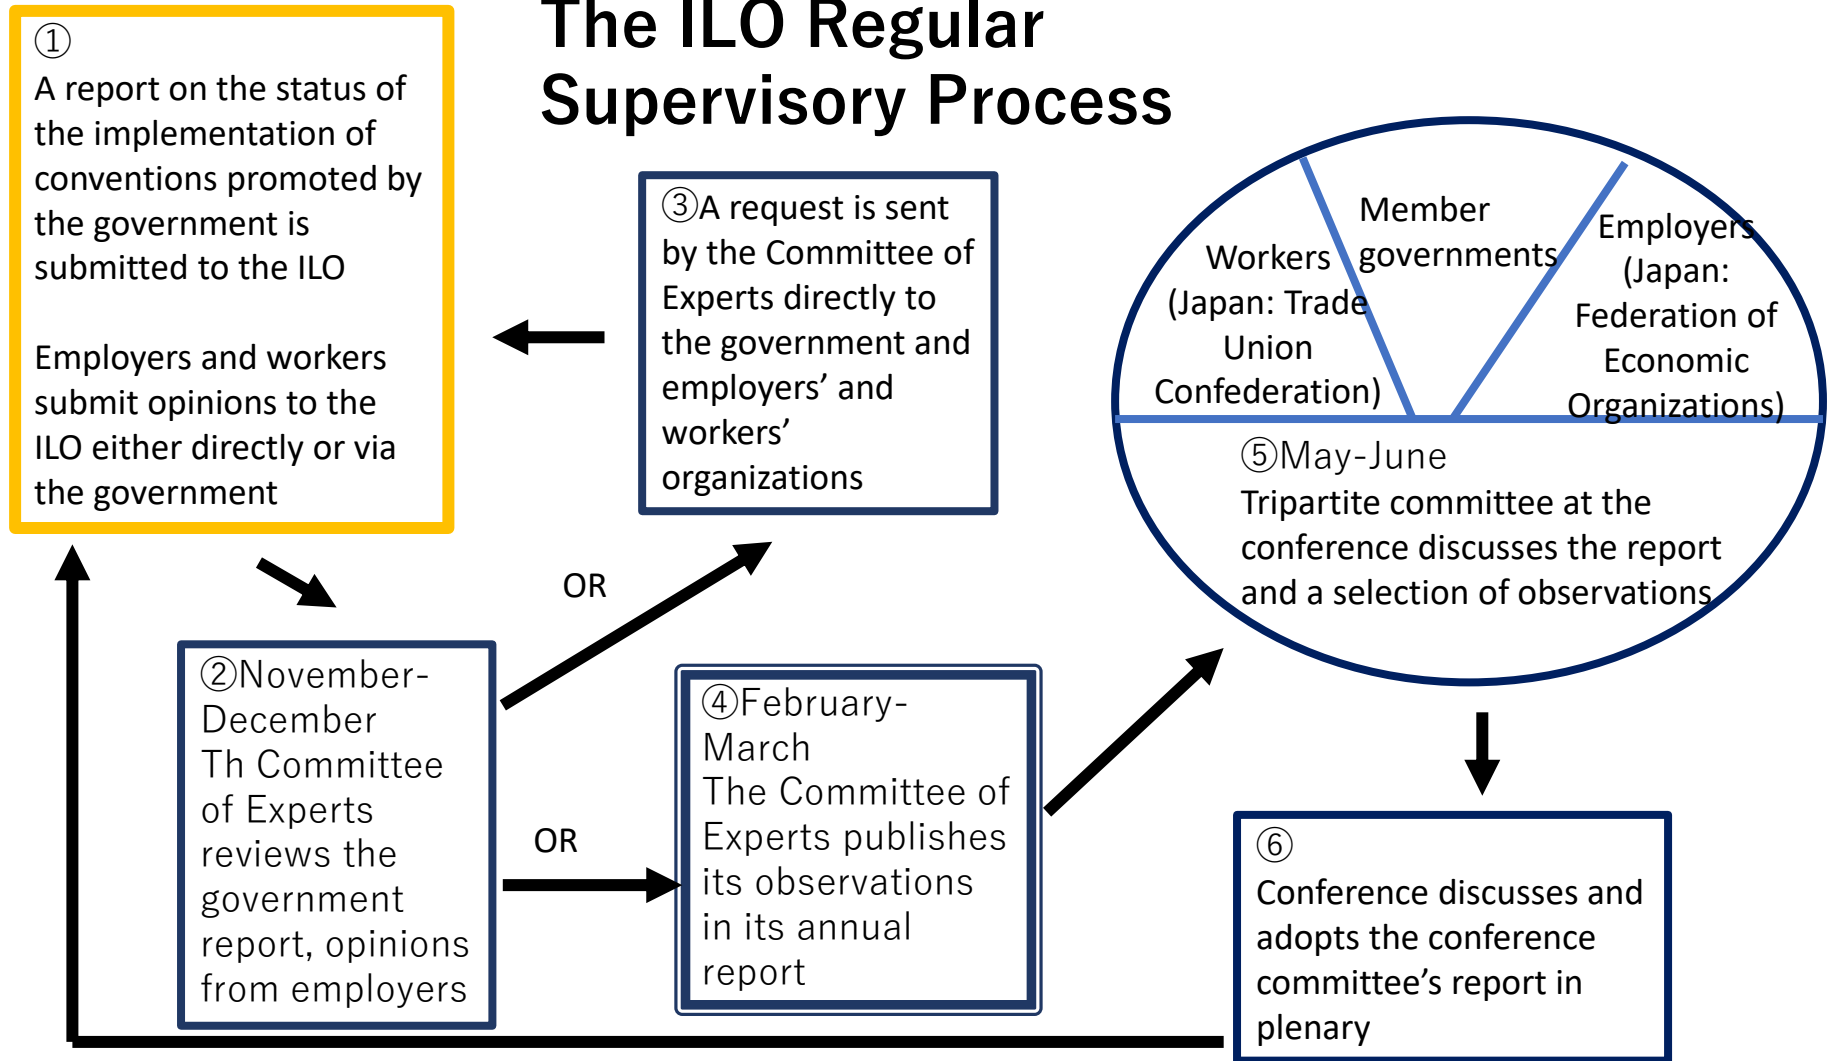 The ILO Regular
Supervisory Process
①
A report on the status of
the implementation of
conventions promoted by
the government is
submitted to the ILO
Employers and workers
submit opinions to the
ILO either directly or via
the government
②November-
December
Th Committee
of Experts
reviews the
government
report, opinions
from employers
OR
③A request is sent
by the Committee of
Experts directly to
the government and
employers’ and
workers’
organizations
OR
④February-
March
The Committee of
Experts publishes
its observations
in its annual
report
Workers
(Japan: Trade
Union
Confederation)
Member
governments
Employers
(Japan:
Federation of
Economic
Organizations)
⑤May-June
Tripartite committee at the
conference discusses the report
and a selection of observations
⑥
Conference discusses and
adopts the conference
committee’s report in
plenary